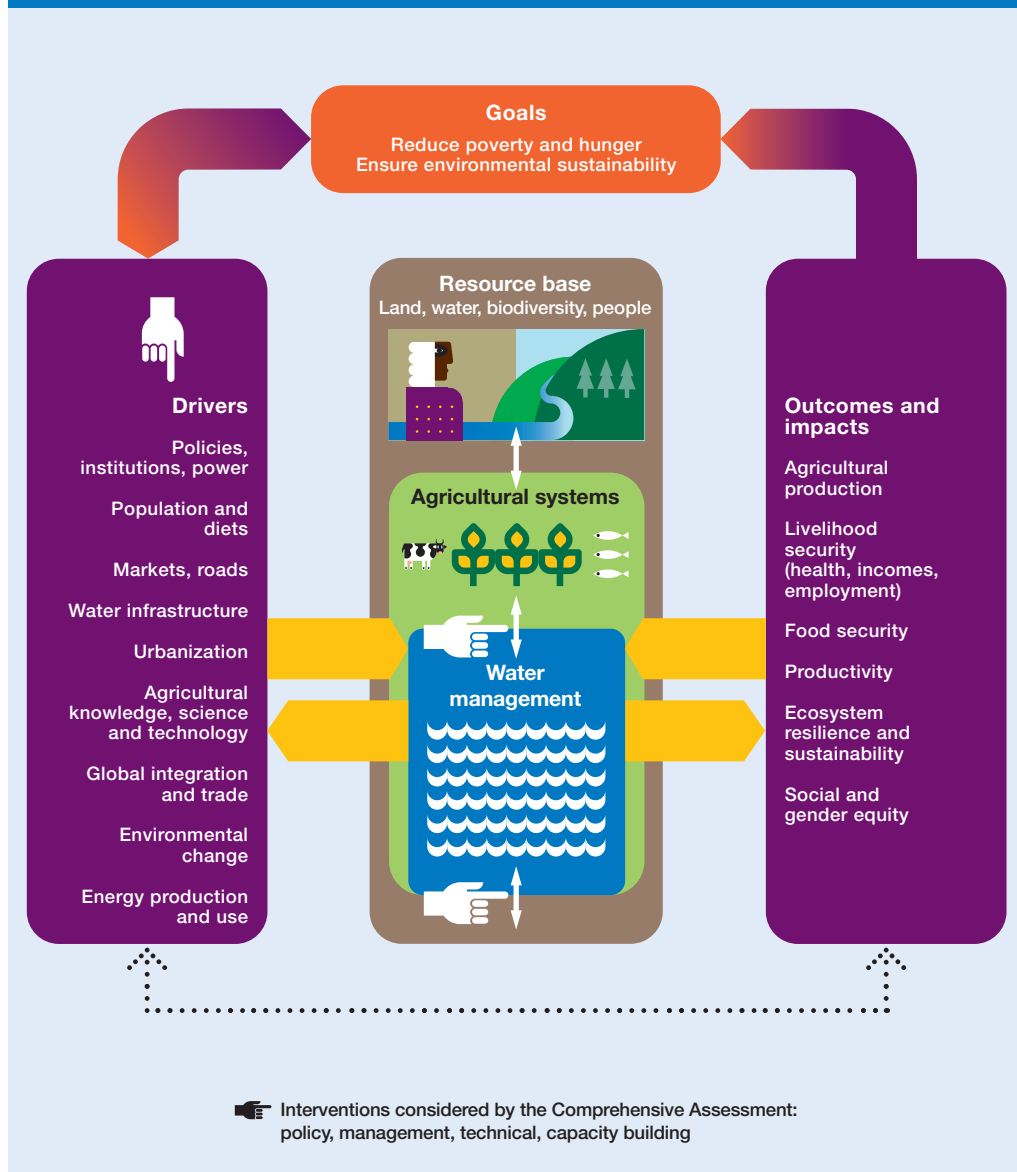 Goals
Reduce poverty and hunger
Ensure environmental sustainability
Drivers
Policies,
institutions, power
Population and
diets
Markets, roads
Water infrastructure
Urbanization
Agricultural
knowledge, science
and technology
Global integration
and trade
Environmental
change
Energy production
and use
Resource base
Land, water, biodiversity, people
Agricultural systems
Water
management
Outcomes and
impacts
Agricultural
production
Livelihood
security
(health, incomes,
employment)
Food security
Productivity
Ecosystem
resilience and
sustainability
Social and
gender equity
Interventions considered by the Comprehensive Assessment:
policy, management, technical, capacity building